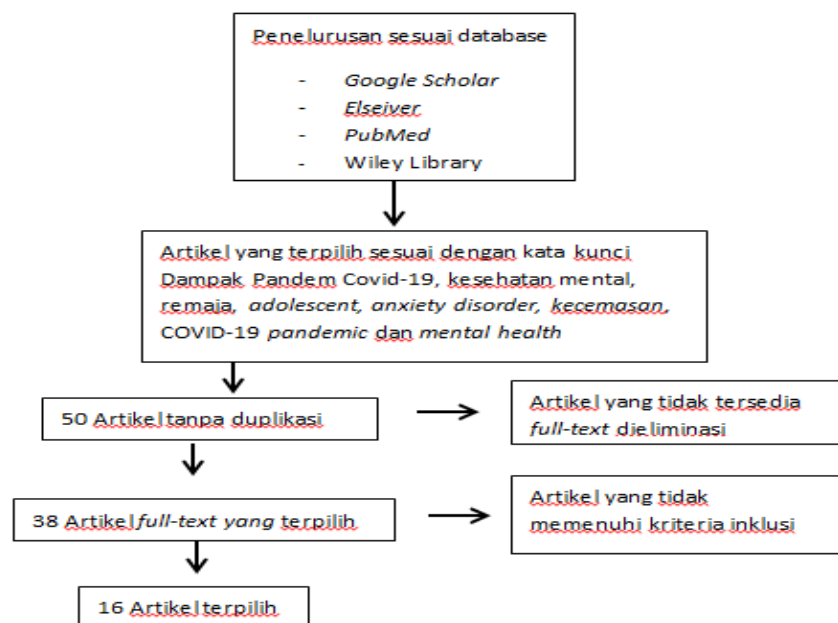 Penelurusan sesuai database
- Google Scholar
- Elseiver
- PubMed
- Wiley Library
Artikel yang terpilih sesuai dengan kata kunci
Dampak Pandem Covid-19, kesehatan mental,
remaja, adolescent, anxiety disorder, kecemasan,
COVID-19 pandemic dan mental health
50 Artikel tanpa duplikasi
Artikel yang tidak tersedia
full-text dieliminasi
38 Artikel full-text yang terpilih
Artikel yang tidak
memenuhi kriteria inklusi
16 Artikel terpilih